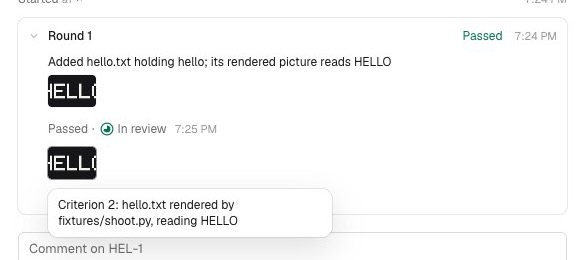 Round 1
Passed
7:24 PM
Added hello.txt holding hello; its rendered picture reads HELLO
HELLO
Passed · In review 7:25 PM
HELLO
Criterion 2: hello.txt rendered by
fixtures/shoot.py, reading HELLO
Comment on HEL-1